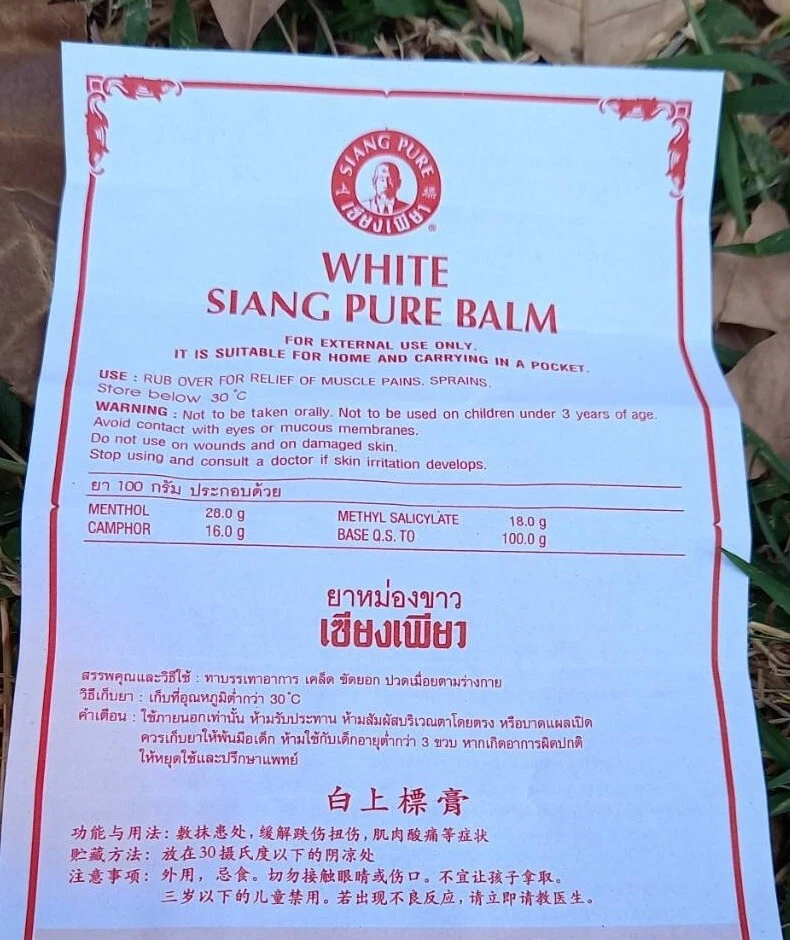 SIANG PURE
เซียงเพียว
®
WHITE
SIANG PURE BALM
FOR EXTERNAL USE ONLY.
IT IS SUITABLE FOR HOME AND CARRYING IN A POCKET.
USE : RUB OVER FOR RELIEF OF MUSCLE PAINS, SPRAINS.
Store below 30 °C
WARNING : Not to be taken orally. Not to be used on children under 3 years of age.
Avoid contact with eyes or mucous membranes.
Do not use on wounds and on damaged skin.
Stop using and consult a doctor if skin irritation develops.
ยา 100 กรัม ประกอบด้วย
MENTHOL 28.0 g METHYL SALICYLATE 18.0 g
CAMPHOR 16.0 g BASE Q.S. TO 100.0 g
ยาหม่องขาว
เซียงเพียว
สรรพคุณและวิธีใช้ : ทาบรรเทาอาการ เคล็ด ขัดยอก ปวดเมื่อยตามร่างกาย
วิธีเก็บยา : เก็บที่อุณหภูมิต่ำกว่า 30°C
คำเตือน : ใช้ภายนอกเท่านั้น ห้ามรับประทาน ห้ามสัมผัสบริเวณตาโดยตรง หรือบาดแผลเปิด
ควรเก็บยาให้พ้นมือเด็ก ห้ามใช้กับเด็กอายุต่ำกว่า 3 ขวบ หากเกิดอาการผิดปกติ
ให้หยุดใช้และปรึกษาแพทย์
白上標膏
功能与用法: 敷抹患处, 缓解跌伤扭伤, 肌肉酸痛等症状
贮藏方法: 放在30摄氏度以下的阴凉处
注意事项: 外用, 忌食。切勿接触眼睛或伤口。不宜让孩子拿取。
三岁以下的儿童禁用。若出现不良反应, 请立即请教医生。